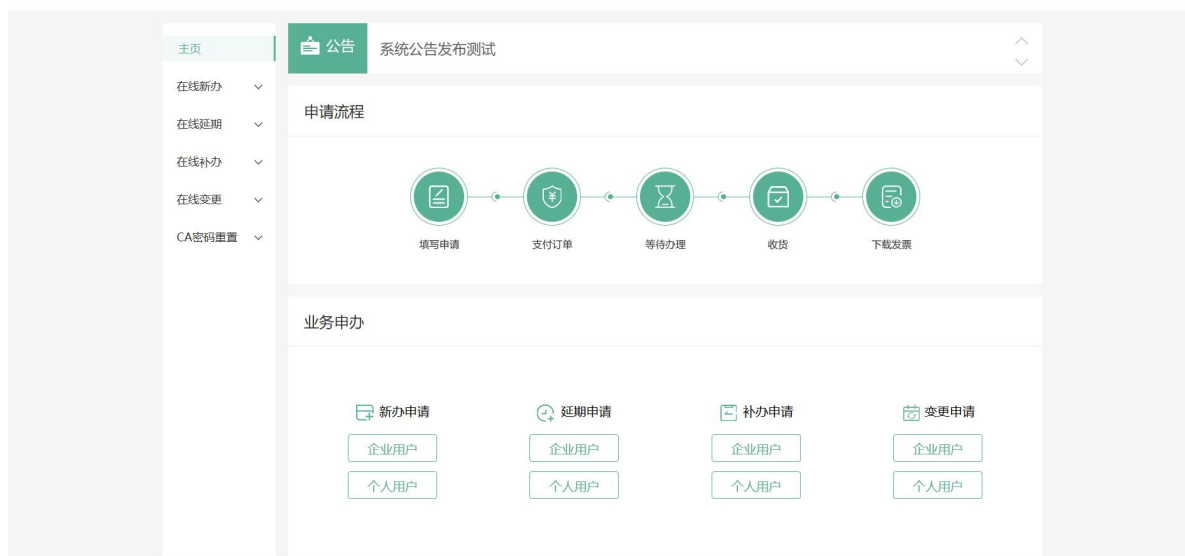 主页
在线新办
在线延期
在线补办
在线变更
CA密码重置
公告 系统公告发布测试
申请流程
填写申请 支付订单 等待办理 收货 下载发票
业务申办
新办申请 延期申请 补办申请 变更申请
企业用户 企业用户 企业用户 企业用户
个人用户 个人用户 个人用户 个人用户